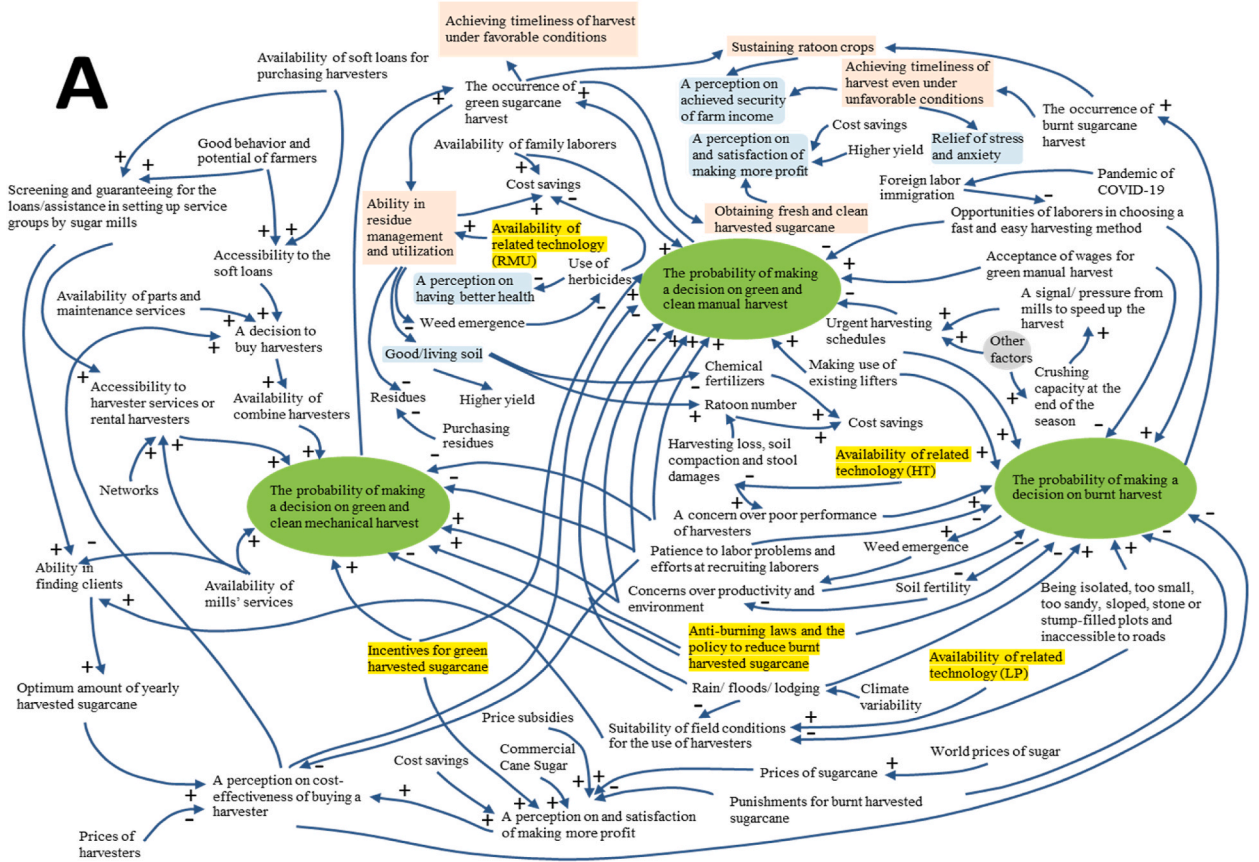 A
Achieving timeliness of harvest
under favorable conditions
Availability of soft loans for
purchasing harvesters
The occurrence of
green sugarcane
harvest
Sustaining ratoon crops
A perception on
achieved security
of farm income
Achieving timeliness of
harvest even under
unfavorable conditions
The occurrence of
burnt sugarcane
harvest
Good behavior and
potential of farmers
Availability of family laborers
Cost savings
A perception on
and satisfaction of
making more profit
Cost savings
Higher yield
Relief of stress
and anxiety
Pandemic of
COVID-19
Foreign labor
immigration
Screening and guaranteeing for the
loans/assistance in setting up service
groups by sugar mills
Ability in
residue
management
and utilization
Availability of
related technology
(RMU)
Obtaining fresh and clean
harvested sugarcane
Opportunities of laborers in choosing a
fast and easy harvesting method
Accessibility to the
soft loans
A perception on
having better health
Use of
herbicides
The probability of making
a decision on green and
clean manual harvest
Acceptance of wages for
green manual harvest
Availability of parts and
maintenance services
A decision to
buy harvesters
Weed emergence
Good/living soil
Urgent harvesting
schedules
A signal/ pressure from
mills to speed up the
harvest
Other
factors
Accessibility to
harvester services or
rental harvesters
Availability of
combine harvesters
Residues
Higher yield
Purchasing
residues
Chemical
fertilizers
Ratoon number
Making use of
existing lifters
Cost savings
Crushing
capacity at the
end of the
season
Networks
The probability of making
a decision on green and
clean mechanical harvest
Harvesting loss, soil
compaction and stool
damages
Availability of related
technology (HT)
The probability of making a
decision on burnt harvest
A concern over poor performance
of harvesters
Patience to labor problems and
efforts at recruiting laborers
Weed emergence
Ability in
finding clients
Availability of
mills' services
Concerns over productivity and
environment
Soil fertility
Being isolated, too small,
too sandy, sloped, stone or
stump-filled plots and
inaccessible to roads
Incentives for green
harvested sugarcane
Anti-burning laws and the
policy to reduce burnt
harvested sugarcane
Availability of related
technology (LP)
Optimum amount of yearly
harvested sugarcane
Rain/ floods/ lodging
Climate
variability
Price subsidies
Suitability of field conditions
for the use of harvesters
Cost savings
Commercial
Cane Sugar
Prices of sugarcane
World prices of sugar
A perception on cost-
effectiveness of buying a
harvester
Punishments for burnt harvested
sugarcane
A perception on and satisfaction
of making more profit
Prices of
harvesters